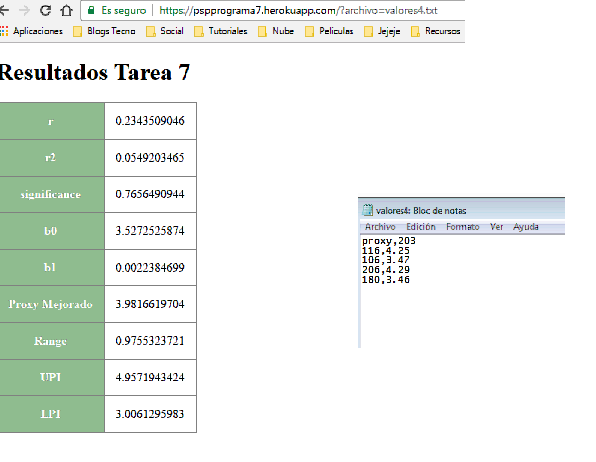 Es seguro https://pspprograma7.herokuapp.com/?archivo=valores4.txt
Aplicaciones Blogs Tecno Social Tutoriales Nube Peliculas Jejeje Recursos
Resultados Tarea 7
r 0.2343509046
r2 0.0549203465
significance 0.7656490944
b0 3.5272525874
b1 0.0022384699
Proxy Mejorado 3.9816619704
Range 0.9755323721
UPI 4.9571943424
LPI 3.0061295983
valores4: Bloc de notas
Archivo Edición Formato Ver Ayuda
proxy,203
116,4.25
106,3.47
206,4.29
180,3.46